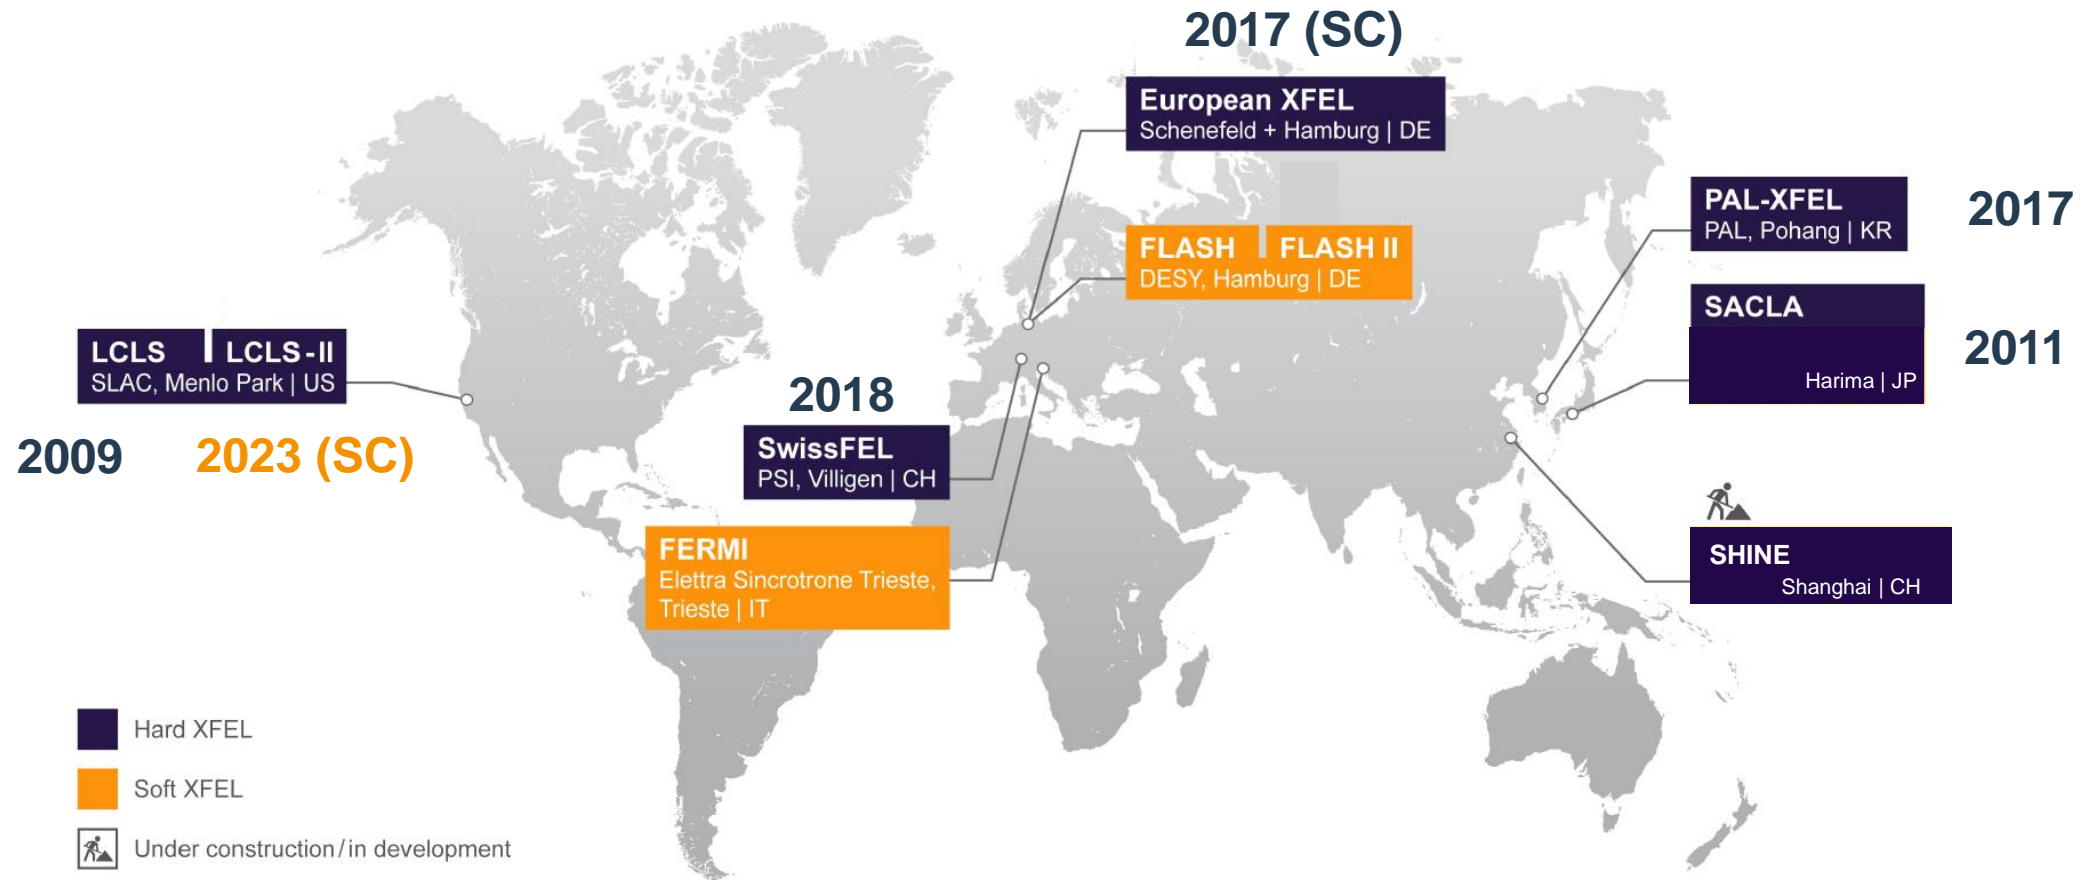 2017 (SC)
European XFEL
Schenefeld + Hamburg | DE
PAL-XFEL
PAL, Pohang | KR
2017
FLASH FLASH II
DESY, Hamburg | DE
SACLA
Harima | JP
2011
LCLS LCLS-II
SLAC, Menlo Park | US
2009 2023 (SC)
2018
SwissFEL
PSI, Villigen | CH
FERMI
Elettra Sincrotrone Trieste,
Trieste | IT
SHINE
Shanghai | CH
Hard XFEL
Soft XFEL
Under construction/in development